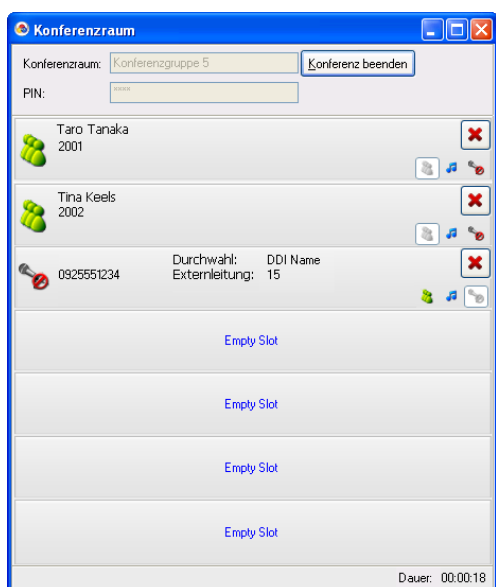 Konferenzraum
Konferenzraum: Konferenzgruppe 5 Konferenz beenden
PIN: ****
Taro Tanaka
2001
Tina Keels
2002
0925551234 Durchwahl: DDI Name
Externleitung: 15
Empty Slot
Empty Slot
Empty Slot
Empty Slot
Dauer: 00:00:18